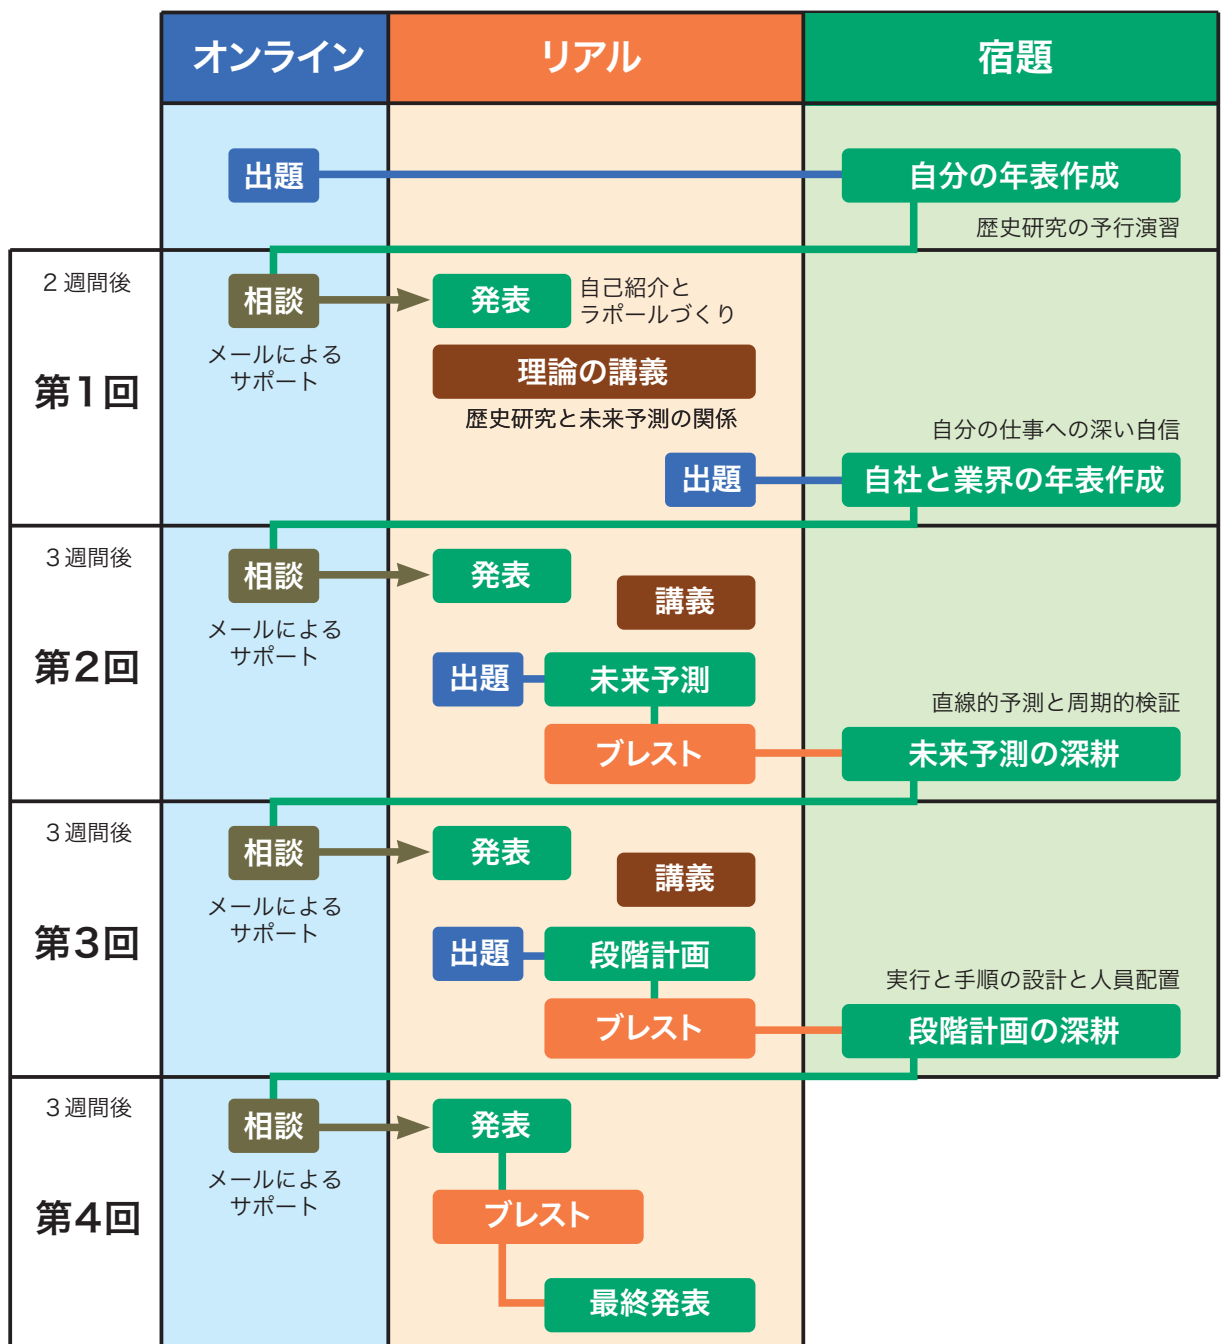 オンライン
リアル
宿題
出題
自分の年表作成
歴史研究の予行演習
2週間後
第1回
相談
メールによる
サポート
発表
自己紹介と
ラポールづくり
理論の講義
歴史研究と未来予測の関係
出題
自分の仕事への深い自信
自社と業界の年表作成
3週間後
第2回
相談
メールによる
サポート
発表
講義
出題
未来予測
ブレスト
直線的予測と周期的検証
未来予測の深耕
3週間後
第3回
相談
メールによる
サポート
発表
講義
出題
段階計画
ブレスト
実行と手順の設計と人員配置
段階計画の深耕
3週間後
第4回
相談
メールによる
サポート
発表
ブレスト
最終発表